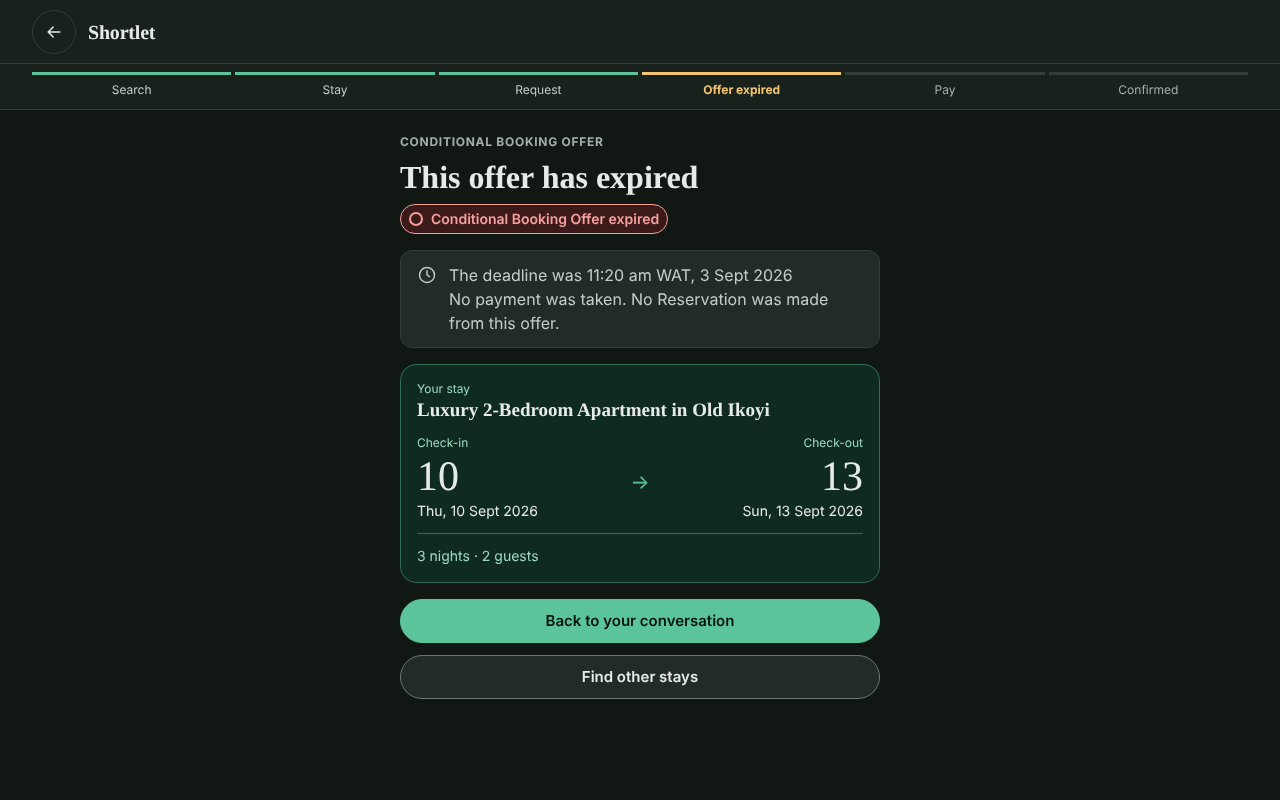 Shortlet
Search
Stay
Request
Offer expired
Pay
Confirmed
CONDITIONAL BOOKING OFFER
This offer has expired
Conditional Booking Offer expired
The deadline was 11:20 am WAT, 3 Sept 2026
No payment was taken. No Reservation was made
from this offer.
Your stay
Luxury 2-Bedroom Apartment in Old Ikoyi
Check-in
Check-out
10
→
13
Thu, 10 Sept 2026
Sun, 13 Sept 2026
3 nights · 2 guests
Back to your conversation
Find other stays